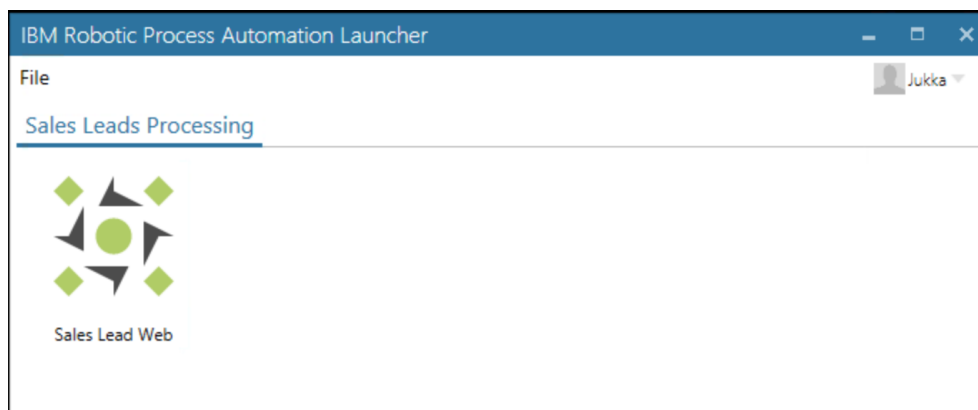 IBM Robotic Process Automation Launcher
File
Jukka
Sales Leads Processing
Sales Lead Web